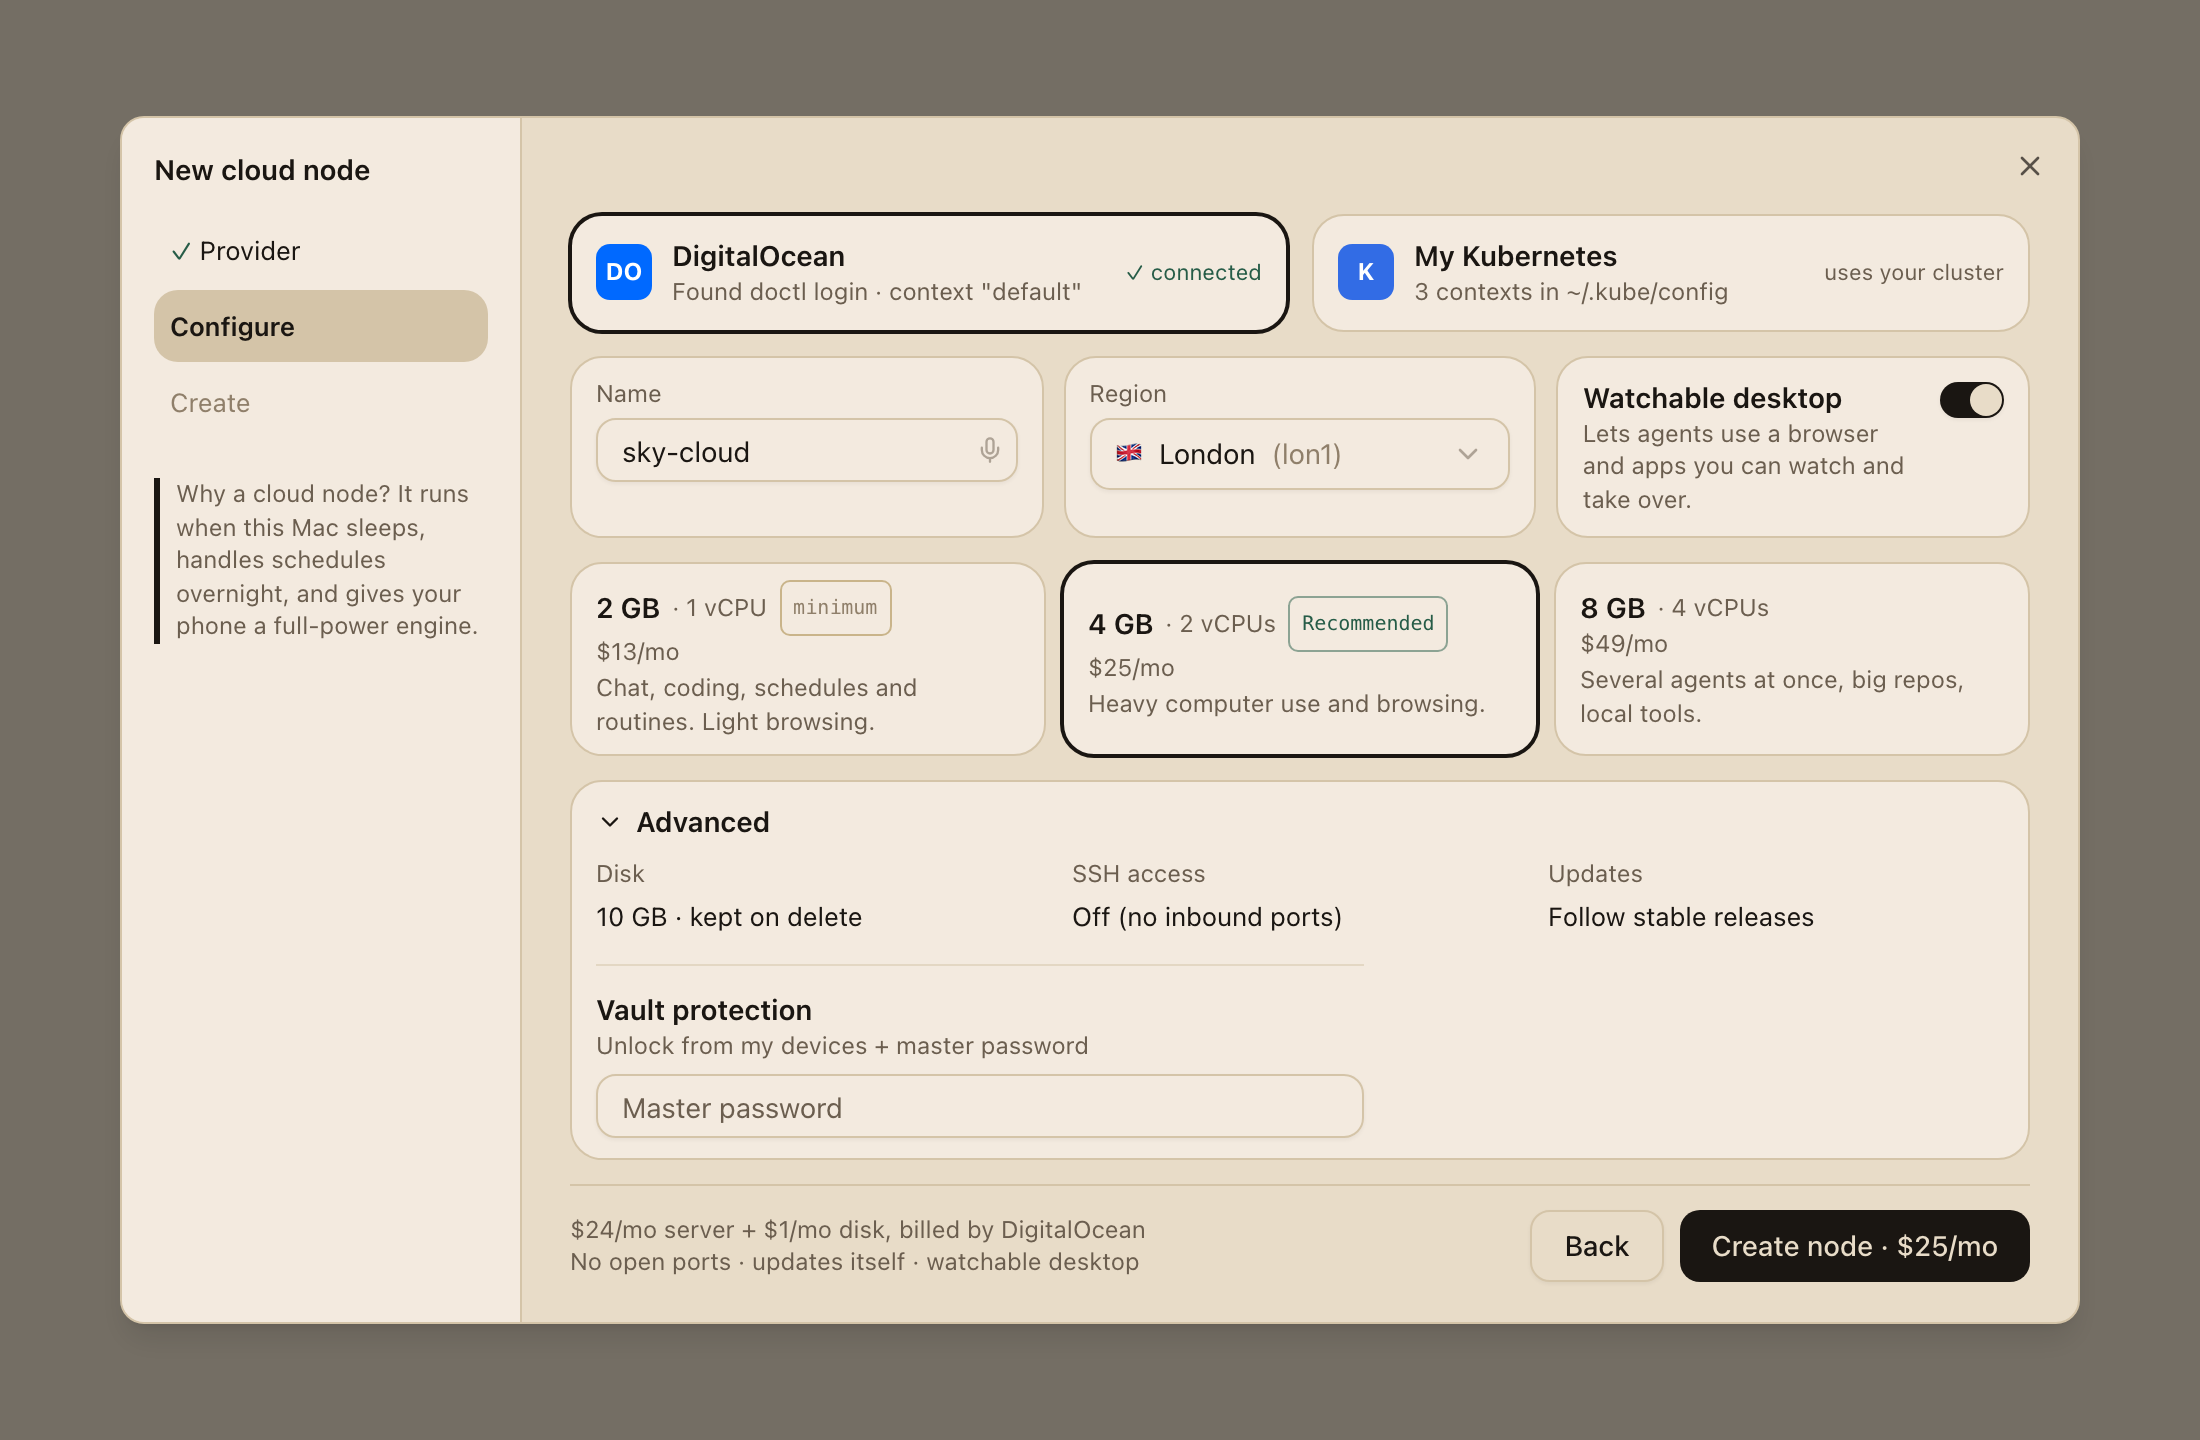 New cloud node
Provider
Configure
Create
Why a cloud node? It runs
when this Mac sleeps,
handles schedules
overnight, and gives your
phone a full-power engine.
DO
DigitalOcean
Found doctl login · context "default"
✓ connected
K
My Kubernetes
3 contexts in ~/.kube/config
uses your cluster
Name
sky-cloud
Region
🇬🇧 London (lon1)
Watchable desktop
Lets agents use a browser
and apps you can watch and
take over.
2 GB · 1 vCPU minimum
$13/mo
Chat, coding, schedules and
routines. Light browsing.
4 GB · 2 vCPUs Recommended
$25/mo
Heavy computer use and browsing.
8 GB · 4 vCPUs
$49/mo
Several agents at once, big repos,
local tools.
Advanced
Disk
10 GB · kept on delete
SSH access
Off (no inbound ports)
Updates
Follow stable releases
Vault protection
Unlock from my devices + master password
Master password
$24/mo server + $1/mo disk, billed by DigitalOcean
No open ports · updates itself · watchable desktop
Back
Create node · $25/mo